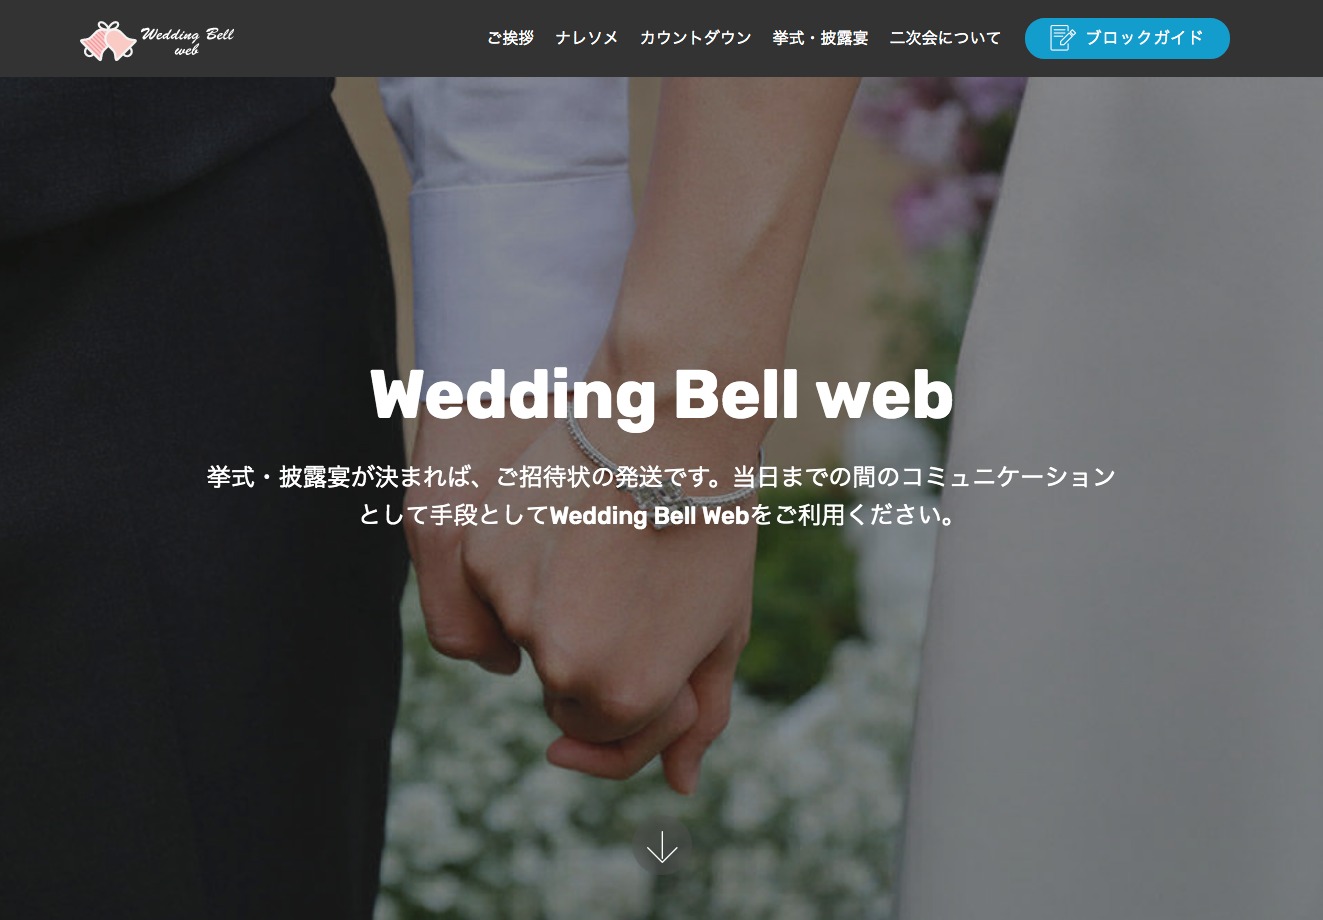 Wedding Bell
web
ご挨拶 ナレソメ カウントダウン 挙式・披露宴 二次会について ブロックガイド
Wedding Bell web
挙式・披露宴が決まれば、ご招待状の発送です。当日までの間のコミュニケーション
として手段としてWedding Bell Webをご利用ください。